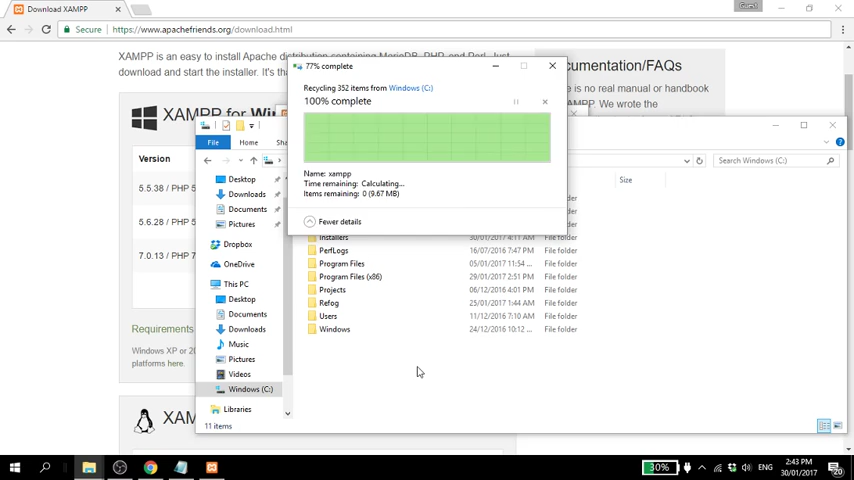 Download XAMPP
Guest
Secure
https://www.apachefriends.org/download.html
XAMPP is an easy to install Apache distribution containing MariaDB, PHP, and Perl. Just
download and start the installer. It's
XAMPP for
Version
5.5.38 / PHP
5.6.28 / PHP
7.0.13 / PHP 7
Requirements
Windows XP or 20
platforms here.
XAM
cumentation/FAQs
is no real manual or handbook
XAMPP. We wrote the
77% complete
Recycling 352 items from Windows (C:)
100% complete
Name: xampp
Time remaining: Calculating...
Items remaining: 0 (9.67 MB)
Fewer details
File
Home
Sha
Search Windows (C:)
Size
Desktop
Downloads
Documents
Pictures
Dropbox
OneDrive
This PC
Desktop
Documents
Downloads
Music
Pictures
Videos
Windows (C:)
Libraries
File folder
File folder
File folder
Installers 30/01/2017 4:11 AM File folder
PerfLogs 16/07/2016 7:47 PM File folder
Program Files 05/01/2017 11:54 ... File folder
Program Files (x86) 29/01/2017 2:51 PM File folder
Projects 06/12/2016 4:01 PM File folder
Refog 25/01/2017 1:44 AM File folder
Users 11/12/2016 7:10 AM File folder
Windows 24/12/2016 10:12 ... File folder
11 items
30%
ENG
2:43 PM
30/01/2017
20